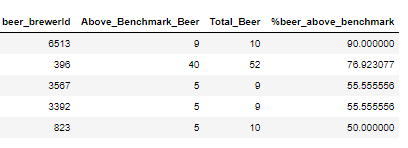 beer_brewerId Above_Benchmark_Beer Total_Beer %beer_above_benchmark
6513 9 10 90.000000
396 40 52 76.923077
3567 5 9 55.555556
3392 5 9 55.555556
823 5 10 50.000000